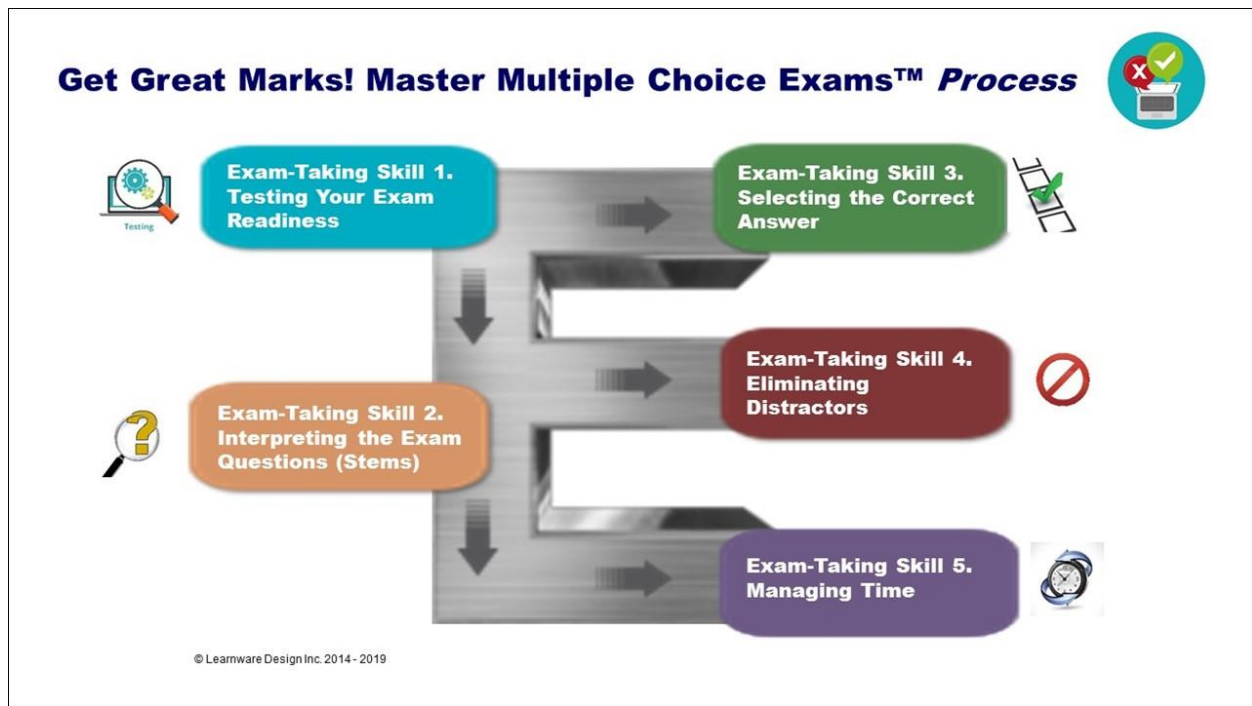 Get Great Marks! Master Multiple Choice Exams™ Process
Exam-Taking Skill 1.
Testing Your Exam
Readiness
Testing
Exam-Taking Skill 2.
Interpreting the Exam
Questions (Stems)
Exam-Taking Skill 3.
Selecting the Correct
Answer
Exam-Taking Skill 4.
Eliminating
Distractors
Exam-Taking Skill 5.
Managing Time
© Learnware Design Inc. 2014 - 2019